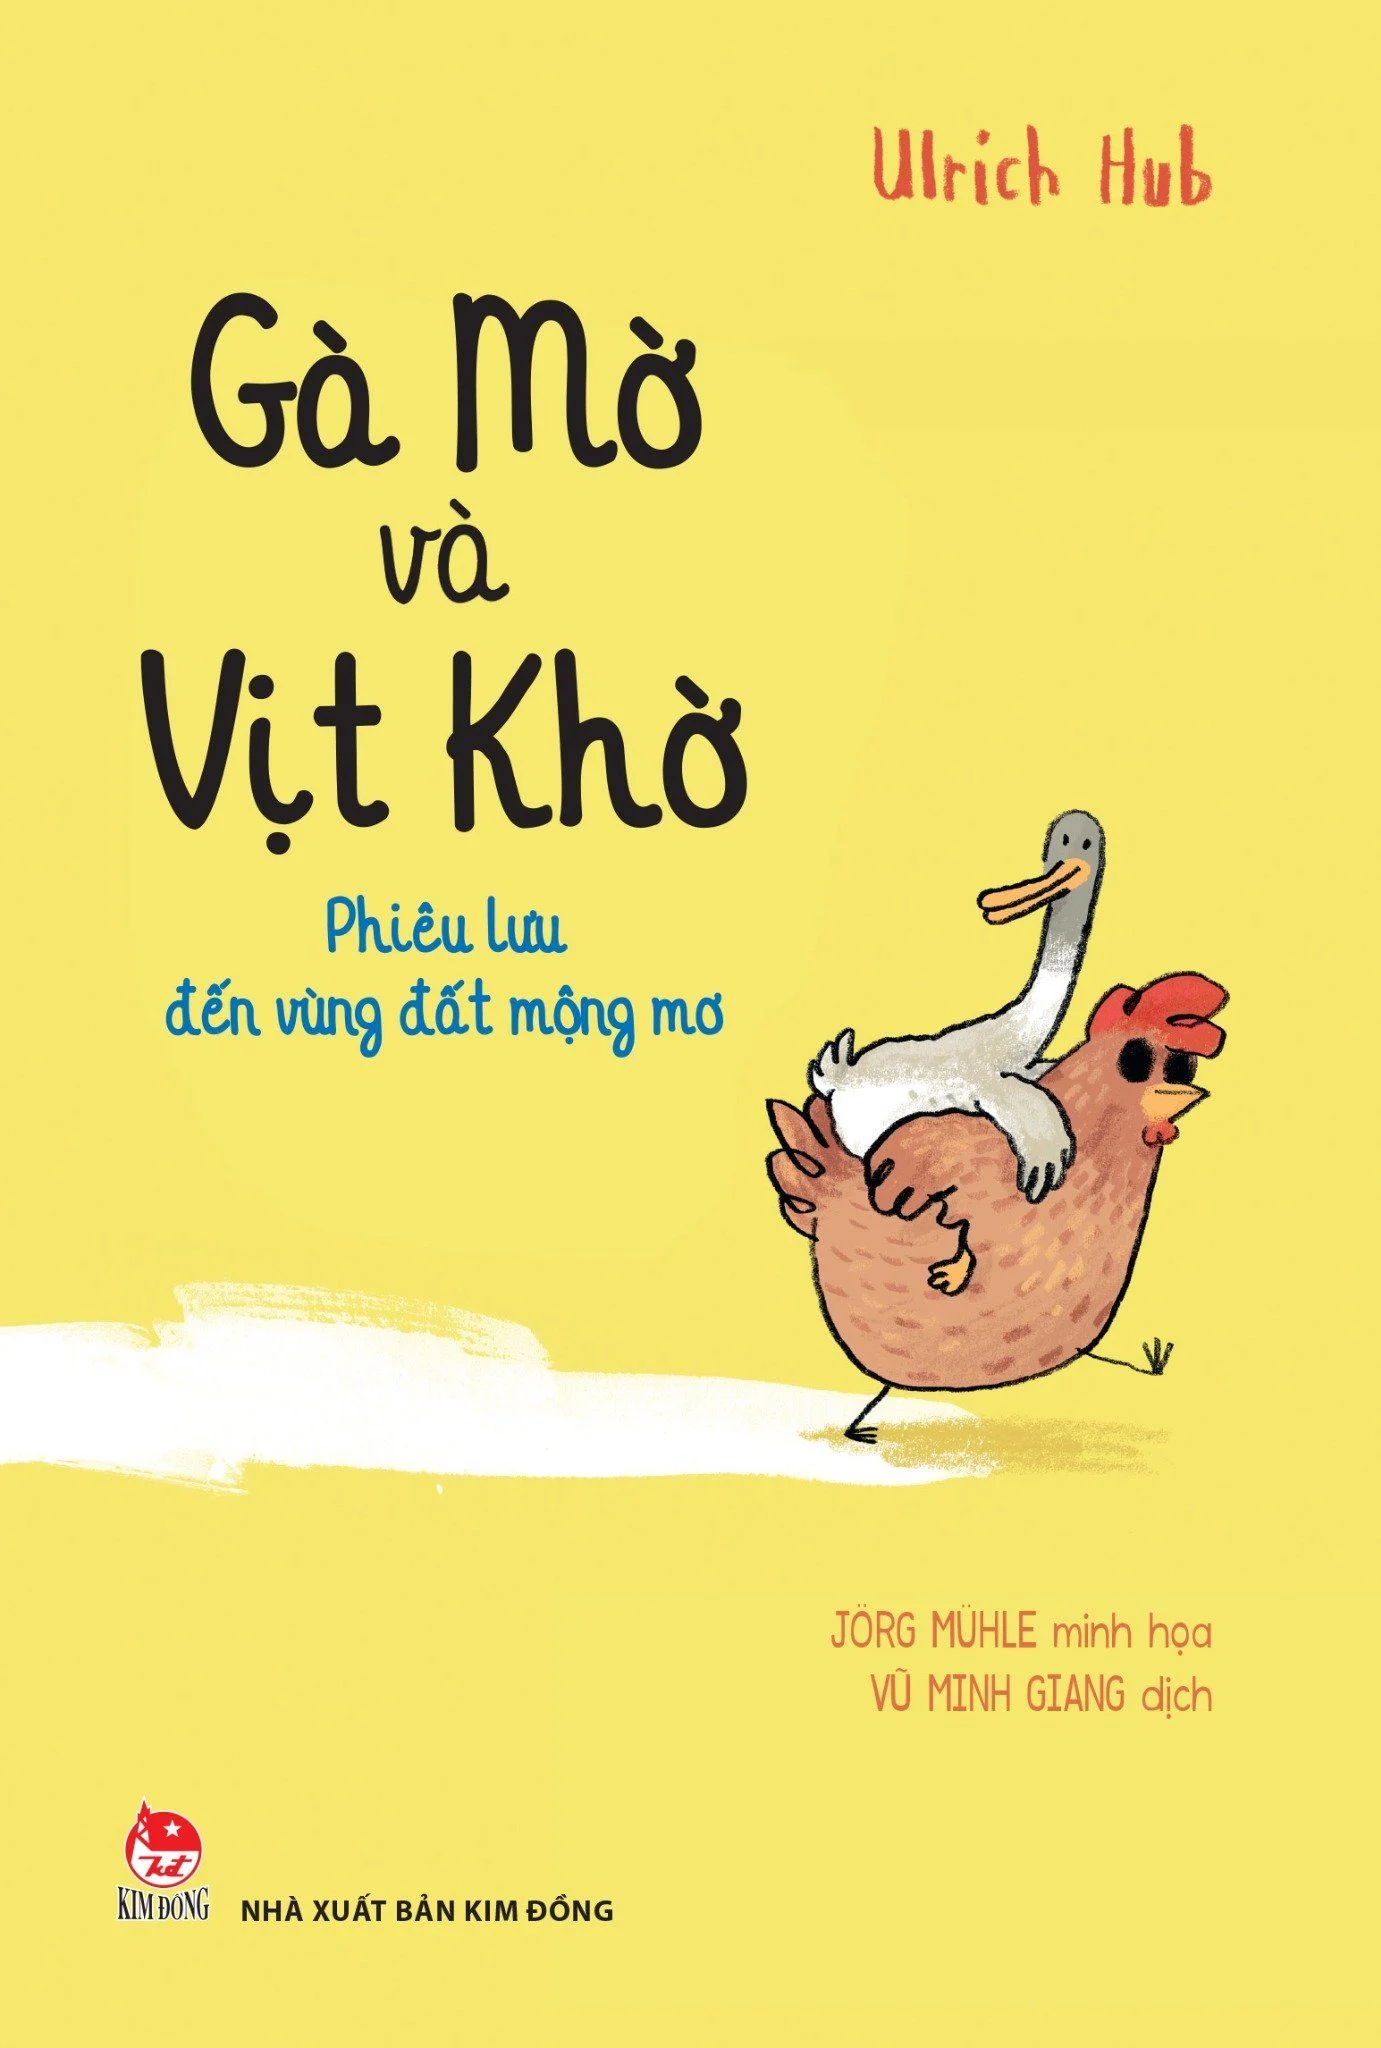 Ulrich Hub
Gà Mờ
và
Vịt Khờ
Phiêu lưu
đến vùng đất mộng mơ
JÖRG MÜHLE minh họa
VŨ MINH GIANG dịch
kđ
KIM ĐỒNG
NHÀ XUẤT BẢN KIM ĐỒNG